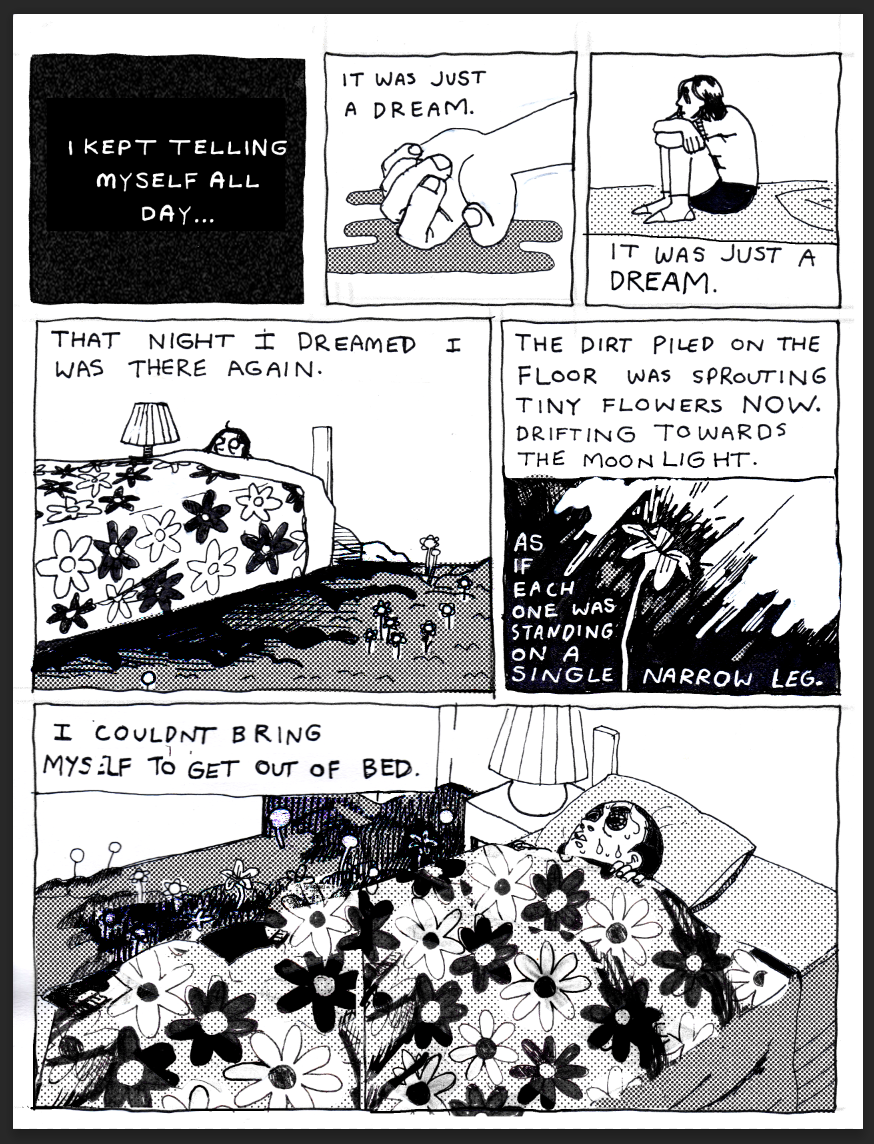 I KEPT TELLING
MYSELF ALL
DAY...
IT WAS JUST
A DREAM.
IT WAS JUST A
DREAM.
THAT NIGHT I DREAMED I
WAS THERE AGAIN.
THE DIRT PILED ON THE
FLOOR WAS SPROUTING
TINY FLOWERS NOW.
DRIFTING TOWARDS
THE MOONLIGHT.
AS
IF
EACH
ONE WAS
STANDING
ON A
SINGLE NARROW LEG.
I COULDNT BRING
MYSELF TO GET OUT OF BED.